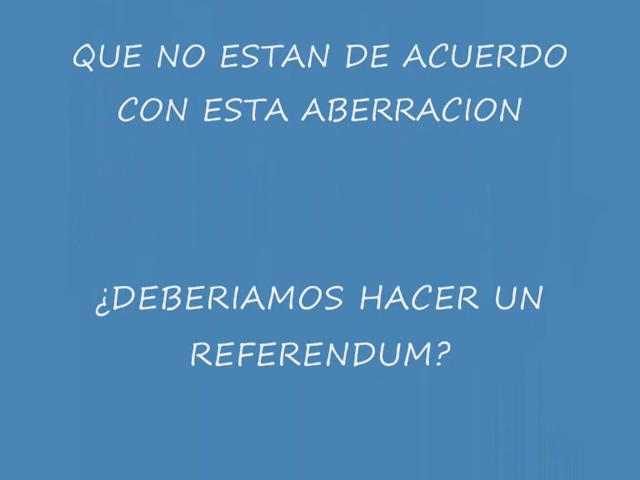 QUE NO ESTAN DE ACUERDO
CON ESTA ABERRACION
¿DEBERIAMOS HACER UN
REFERENDUM?